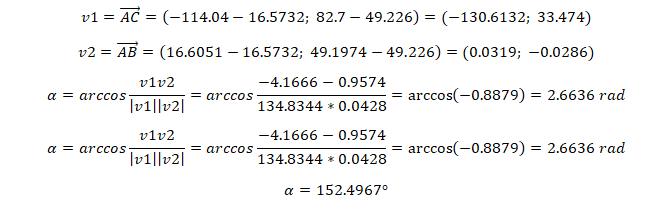 v1 = AC = (−114.04 − 16.5732; 82.7 − 49.226) = (−130.6132; 33.474)
v2 = AB = (16.6051 − 16.5732; 49.1974 − 49.226) = (0.0319; −0.0286)
α = arccos v1v2 / |v1||v2| = arccos −4.1666 − 0.9574 / 134.8344 * 0.0428 = arccos(−0.8879) = 2.6636 rad
α = arccos v1v2 / |v1||v2| = arccos −4.1666 − 0.9574 / 134.8344 * 0.0428 = arccos(−0.8879) = 2.6636 rad
α = 152.4967°